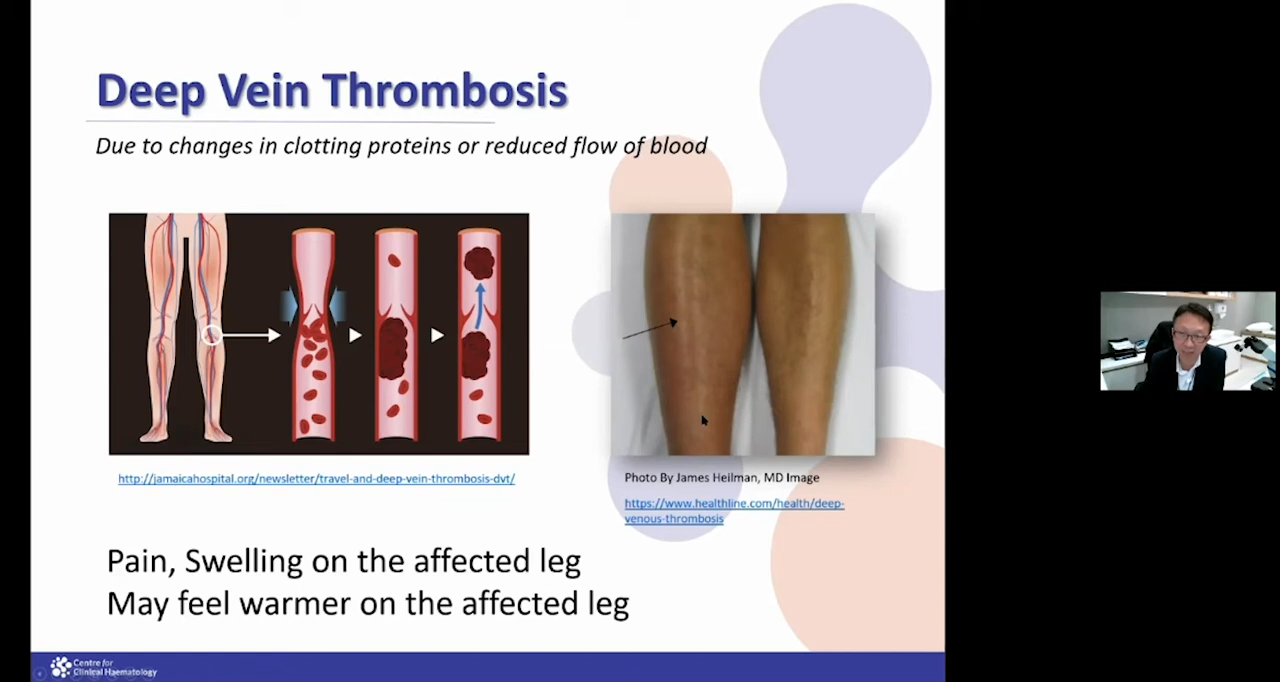 Deep Vein Thrombosis
Due to changes in clotting proteins or reduced flow of blood
http://jamaicahospital.org/newsletter/travel-and-deep-vein-thrombosis-dvt/
Photo By James Heilman, MD Image
https://www.healthline.com/health/deep-
venous-thrombosis
Pain, Swelling on the affected leg
May feel warmer on the affected leg
Centre for
Clinical Haematology